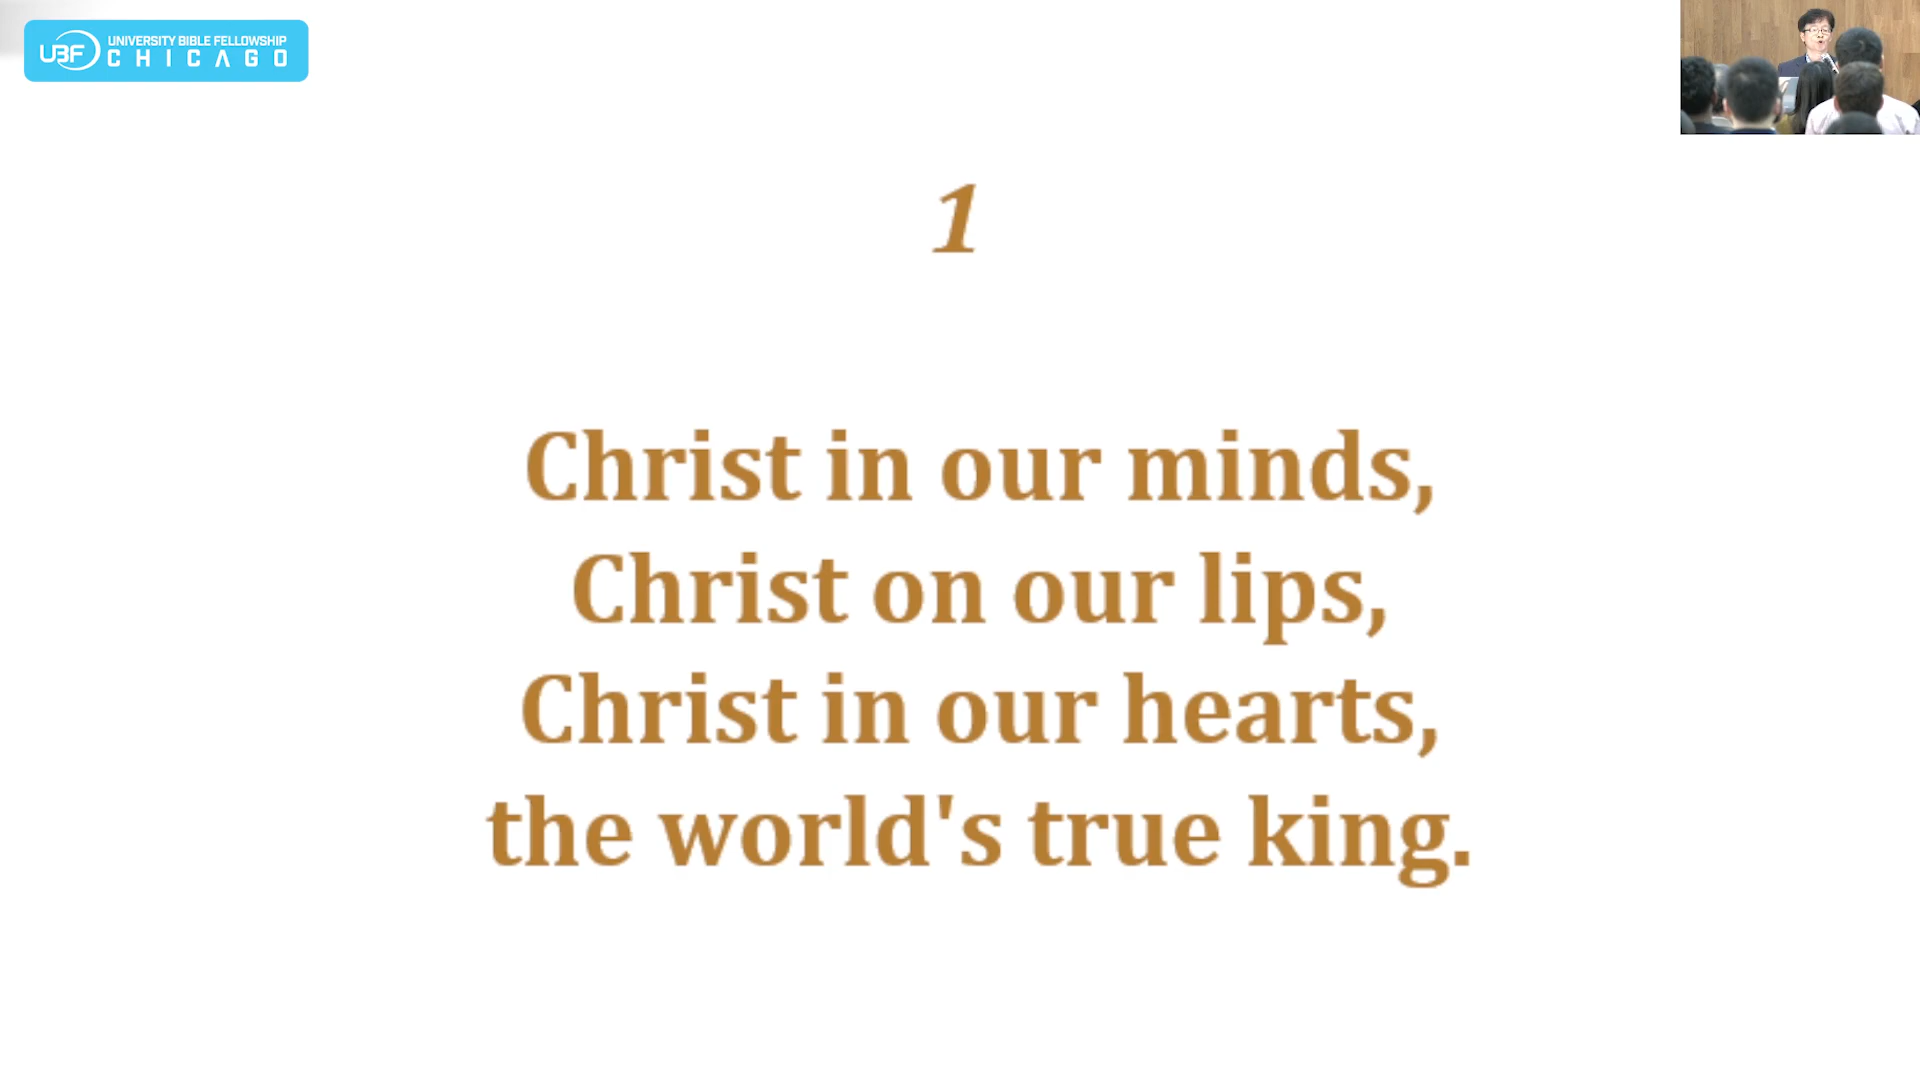 UBF
UNIVERSITY BIBLE FELLOWSHIP
CHICAGO
1
Christ in our minds,
Christ on our lips,
Christ in our hearts,
the world's true king.